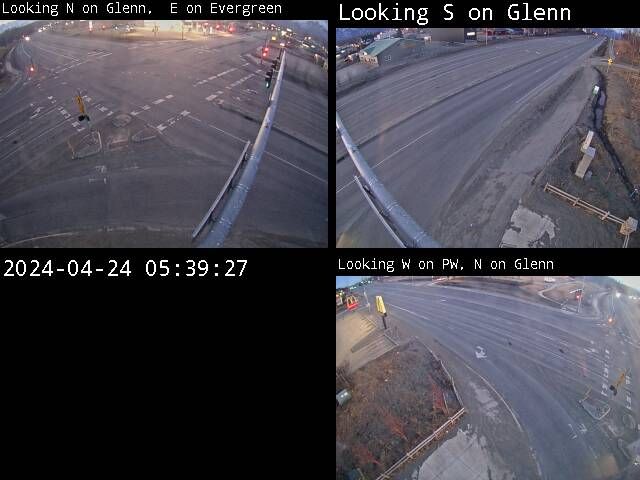 Looking N on Glenn,  E on Evergreen
Looking S on Glenn
2024-04-24 05:39:27
Looking W on PW, N on Glenn